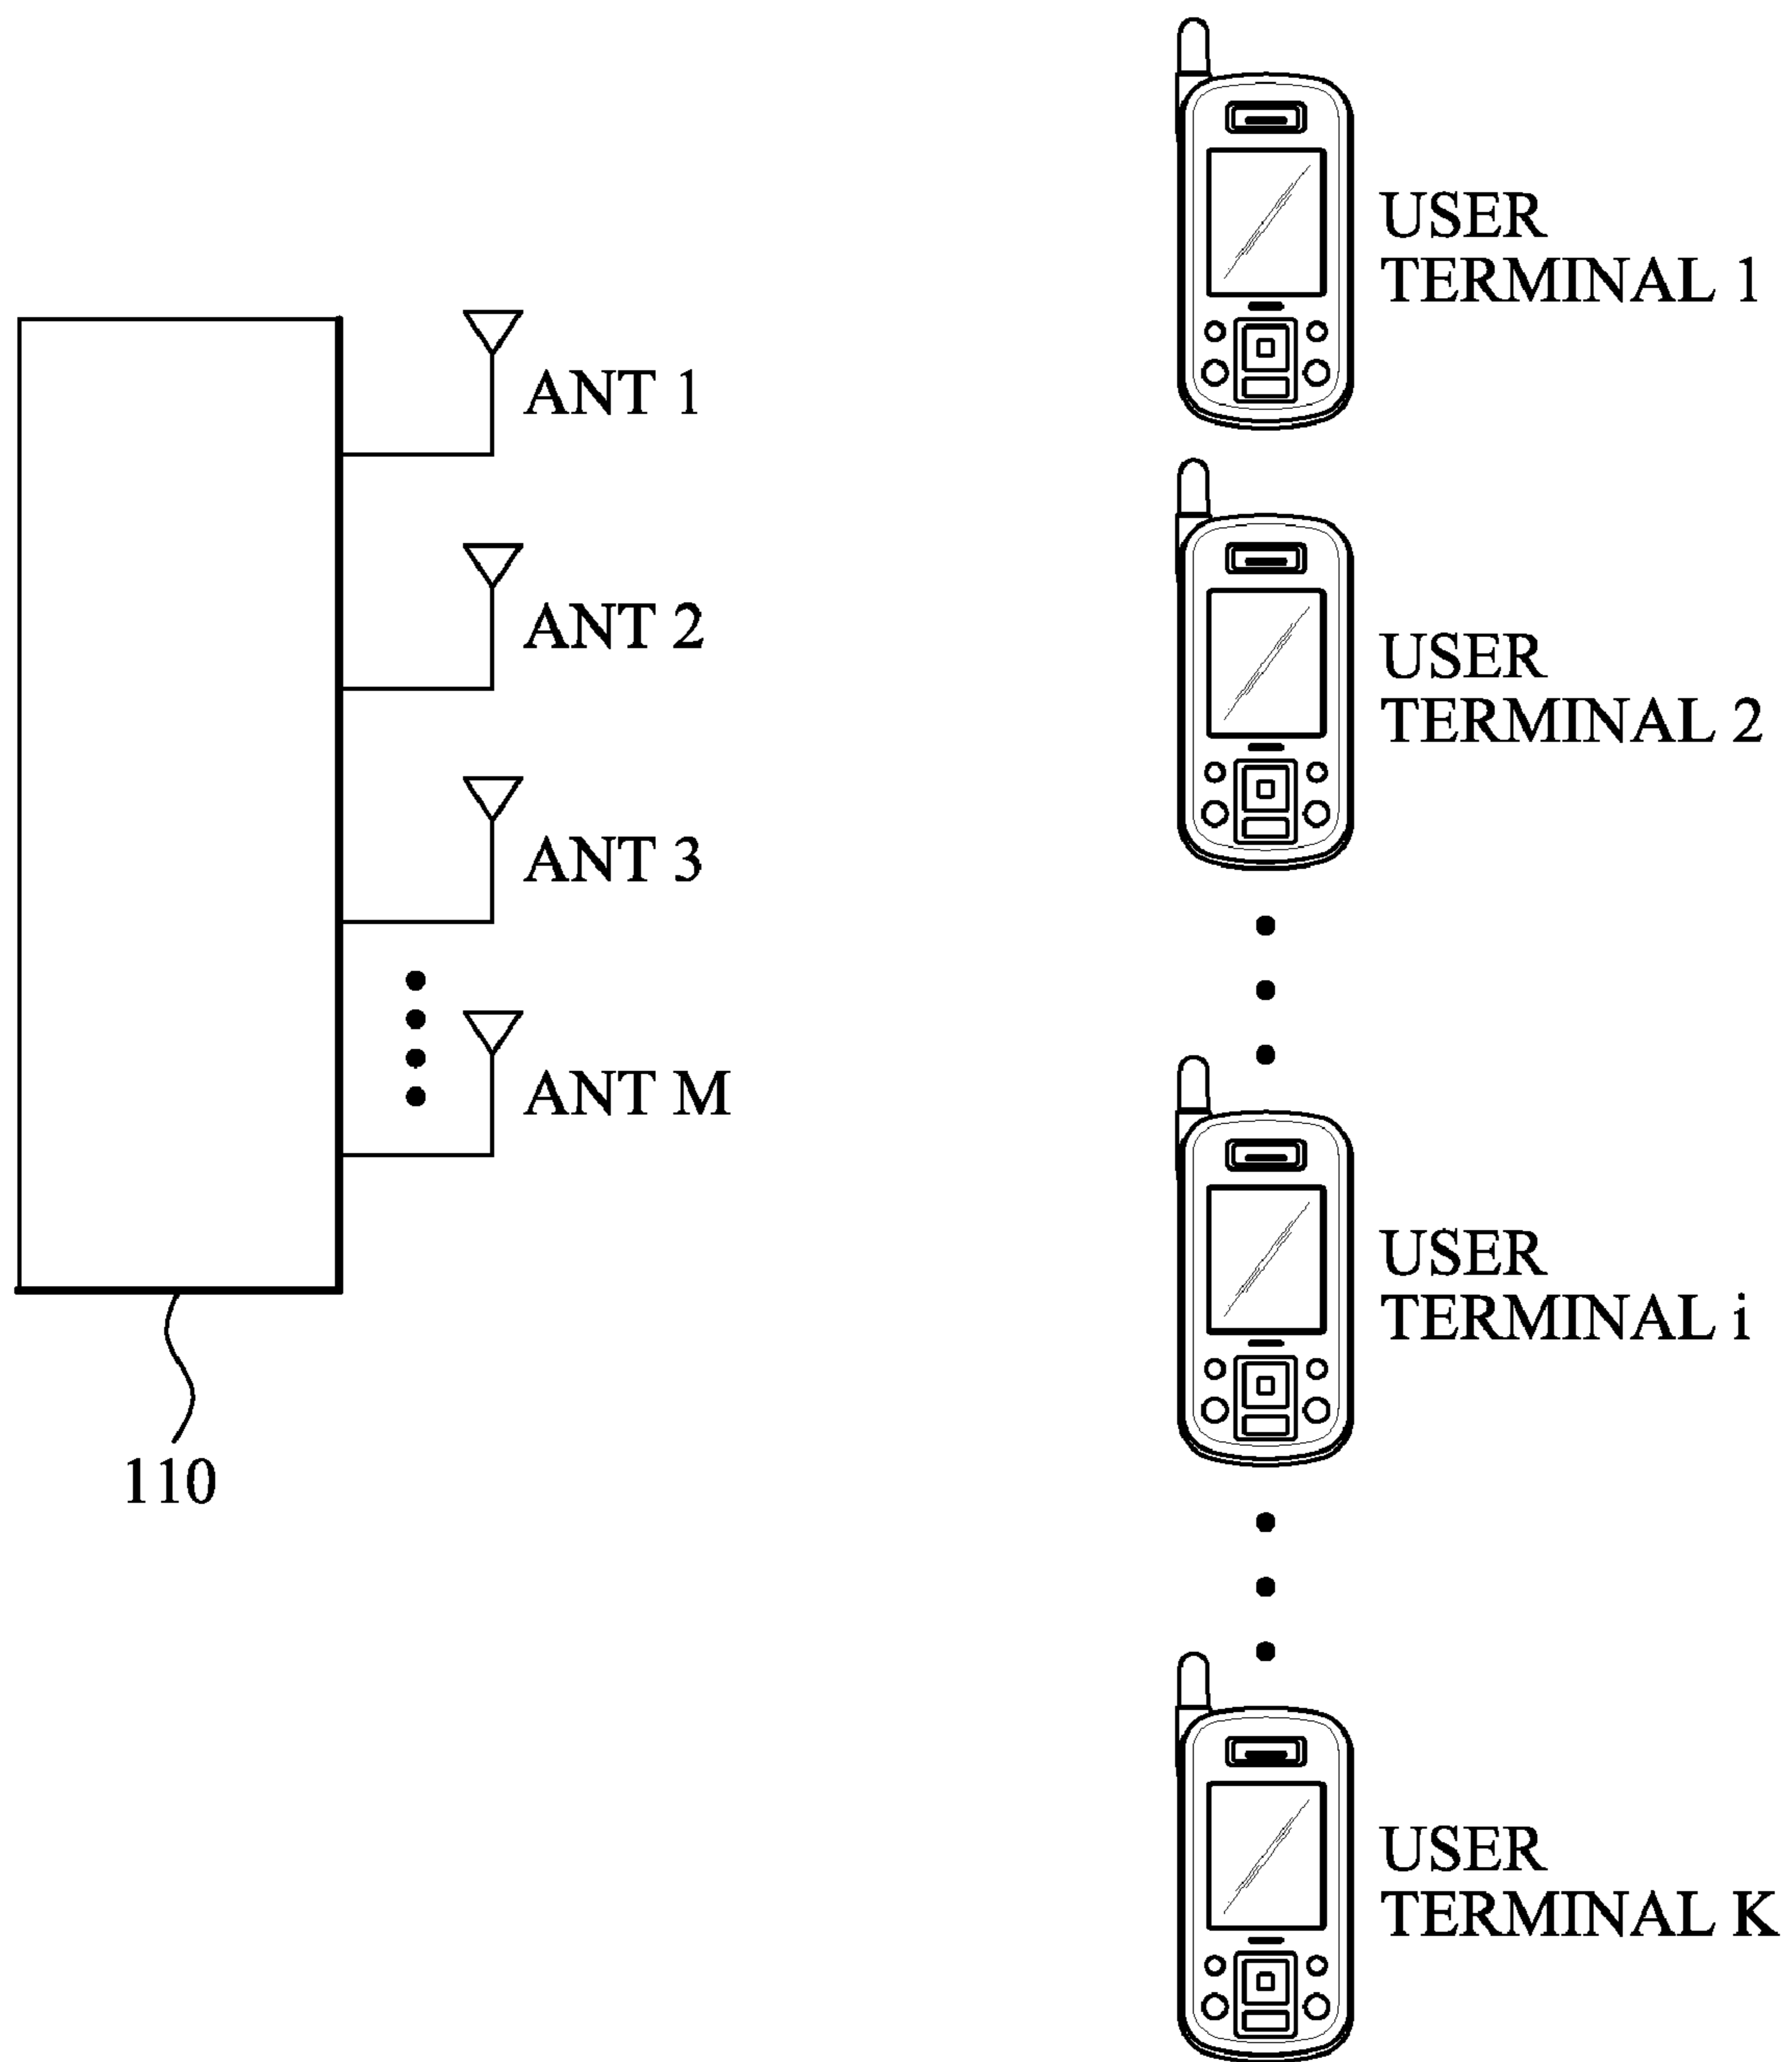 ANT 1
ANT 2
ANT 3
ANT M
110
USER
TERMINAL 1
USER
TERMINAL 2
USER
TERMINAL i
USER
TERMINAL K